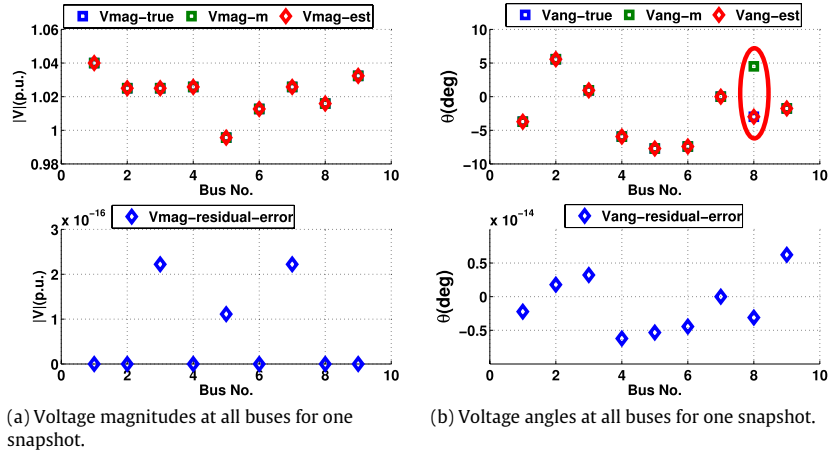 Vmag-true Vmag-m Vmag-est
1.06
1.04
1.02
1
0.98
|V|(p.u.)
0 2 4 6 8 10
Bus No.
x 10^-16
Vmag-residual-error
3
2
1
0
|V|(p.u.)
0 2 4 6 8 10
Bus No.
(a) Voltage magnitudes at all buses for one
snapshot.
Vang-true Vang-m Vang-est
10
5
0
-5
-10
θ(deg)
0 2 4 6 8 10
Bus No.
x 10^-14
Vang-residual-error
0.5
0
-0.5
θ(deg)
0 2 4 6 8 10
Bus No.
(b) Voltage angles at all buses for one snapshot.